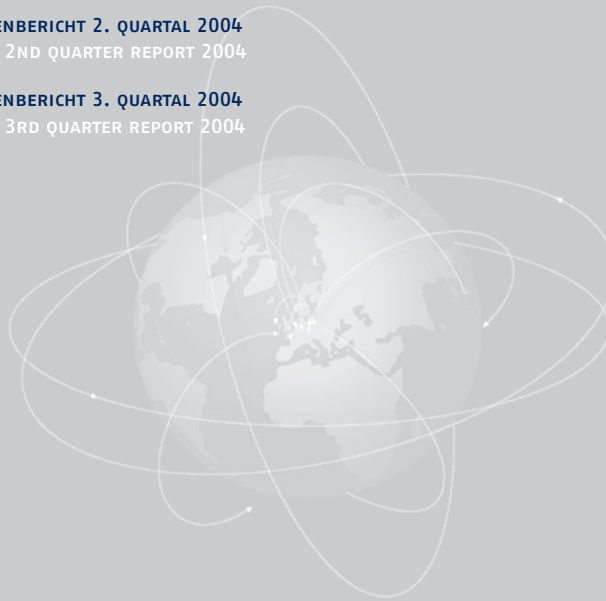 ENBERICHT 2. QUARTAL 2004
2ND QUARTER REPORT 2004
ENBERICHT 3. QUARTAL 2004
3RD QUARTER REPORT 2004